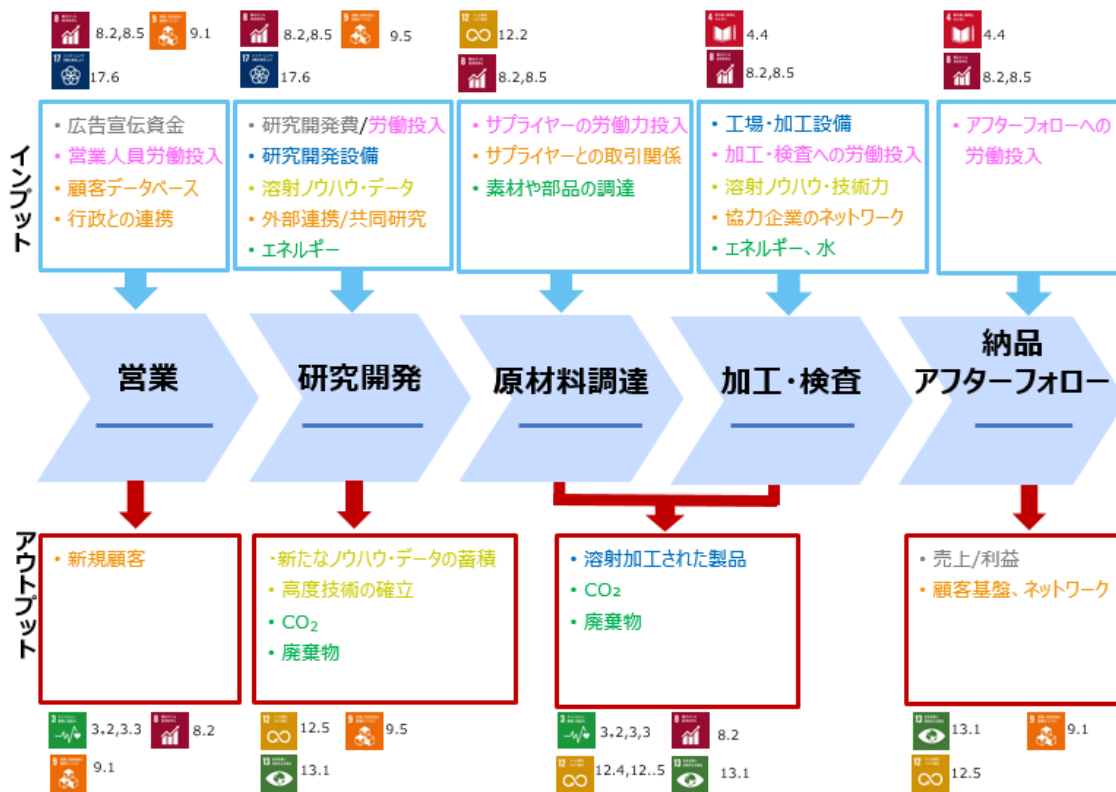 8.2,8.5
9.1
17.6
8.2,8.5
9.5
17.6
12.2
8.2,8.5
4.4
8.2,8.5
4.4
8.2,8.5
インプット
・広告宣伝資金
・営業人員労働投入
・顧客データベース
・行政との連携
・研究開発費/労働投入
・研究開発設備
・溶射ノウハウ・データ
・外部連携/共同研究
・エネルギー
・サプライヤーの労働力投入
・サプライヤーとの取引関係
・素材や部品の調達
・工場・加工設備
・加工・検査への労働投入
・溶射ノウハウ・技術力
・協力企業のネットワーク
・エネルギー、水
・アフターフォローへの
労働投入
営業
研究開発
原材料調達
加工・検査
納品
アフターフォロー
アウトプット
・新規顧客
・新たなノウハウ・データの蓄積
・高度技術の確立
・CO₂
・廃棄物
・溶射加工された製品
・CO₂
・廃棄物
・売上/利益
・顧客基盤、ネットワーク
3。2,3.3
8.2
9.1
12.5
9.5
13.1
3。2,3,3
8.2
12.4,12..5
13.1
13.1
9.1
12.5